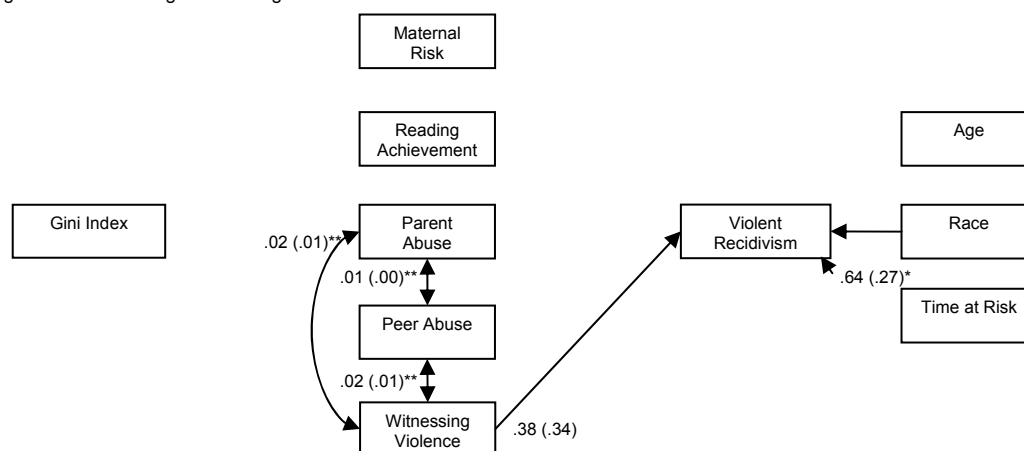 Maternal
Risk
Reading
Achievement
Age
Gini Index
Parent
Abuse
Violent
Recidivism
Race
.02 (.01)**
.01 (.00)**
.64 (.27)*
Peer Abuse
Time at Risk
.02 (.01)**
Witnessing
Violence
.38 (.34)